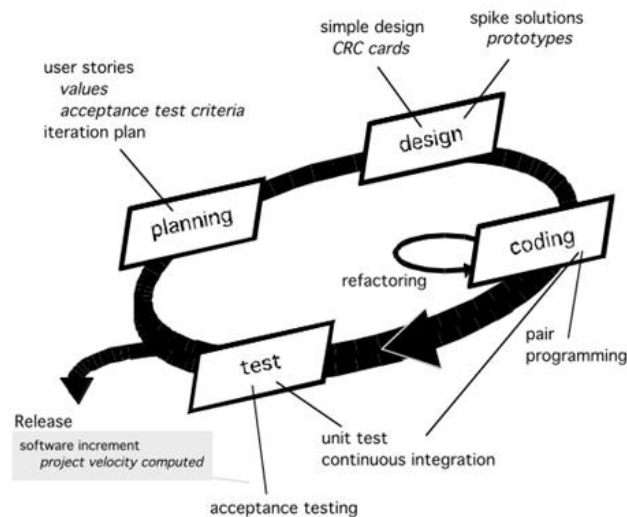 simple design
CRC cards
spike solutions
prototypes
user stories
values
acceptance test criteria
iteration plan
design
planning
coding
refactoring
test
pair
programming
Release
software increment
project velocity computed
unit test
continuous integration
acceptance testing